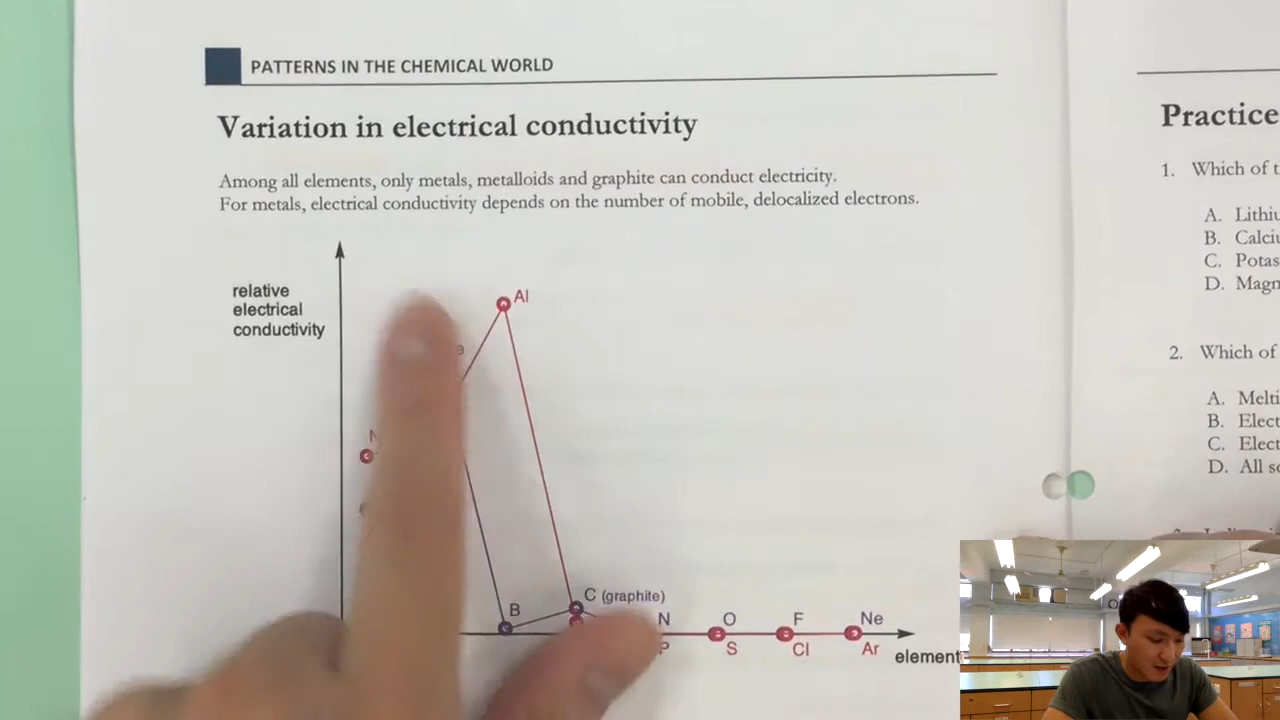 PATTERNS IN THE CHEMICAL WORLD
Variation in electrical conductivity
Among all elements, only metals, metalloids and graphite can conduct electricity.
For metals, electrical conductivity depends on the number of mobile, delocalized electrons.
relative
electrical
conductivity
Al
B
C (graphite)
N O F Ne
P S Cl Ar
element
Practice
1. Which of t
A. Lithiu
B. Calciu
C. Potas
D. Magn
2. Which of
A. Melti
B. Elect
C. Elect
D. All so